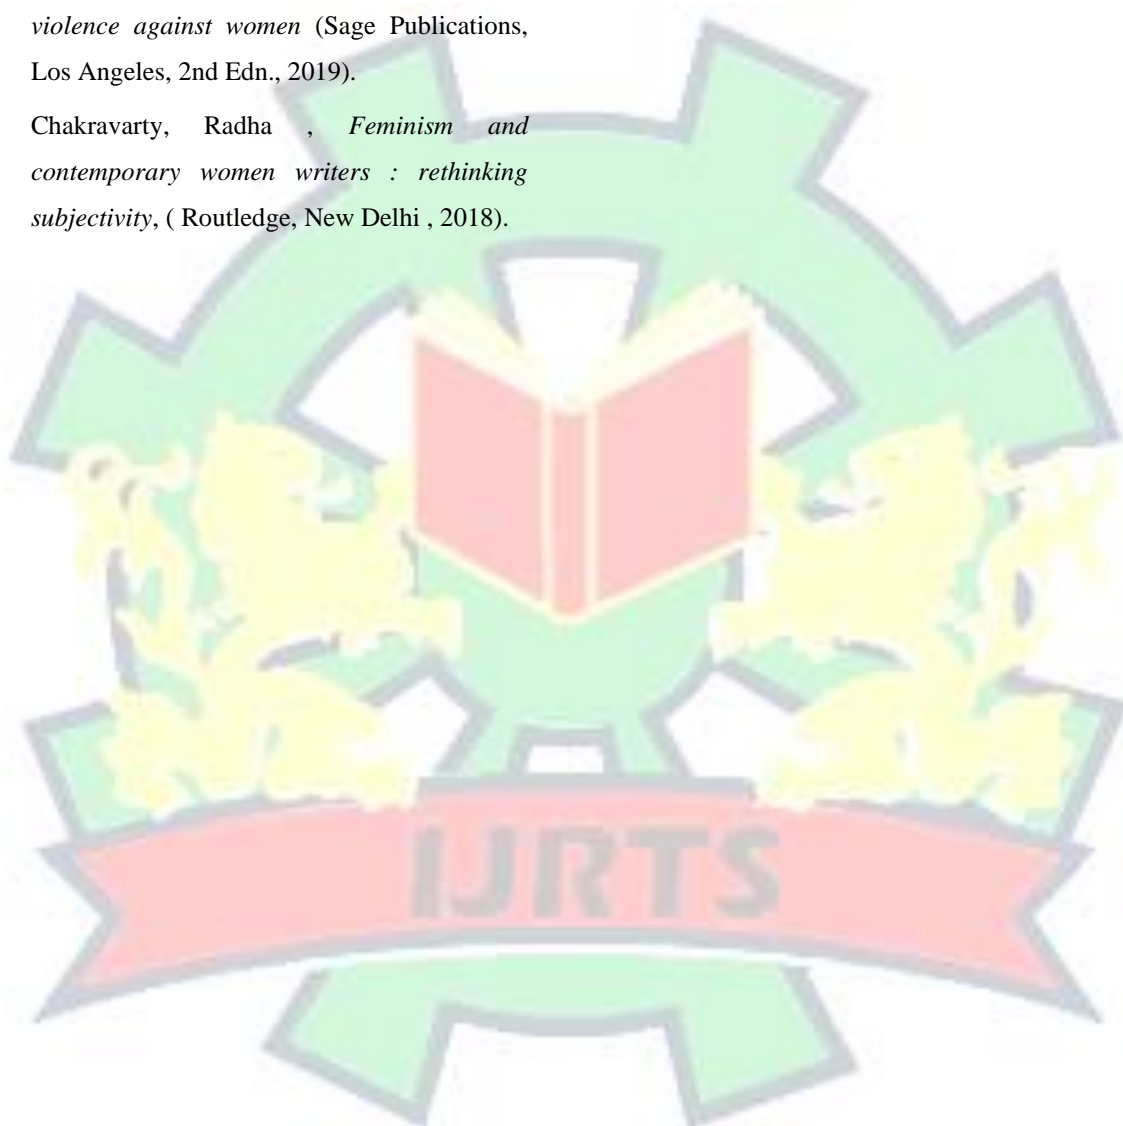 violence against women (Sage Publications,
Los Angeles, 2nd Edn., 2019).
Chakravarty, Radha , Feminism and
contemporary women writers : rethinking
subjectivity, ( Routledge, New Delhi , 2018).
IJRTS